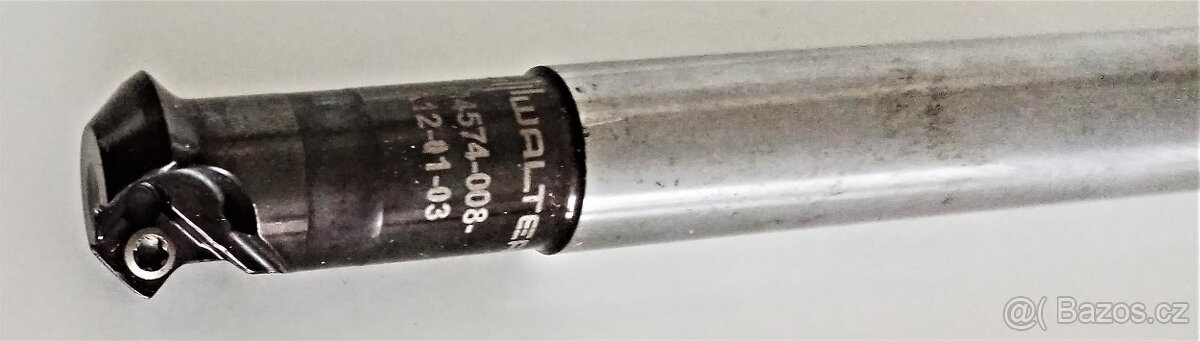 WALTER
4574-008-
12-01-03
@( Bazos.cz